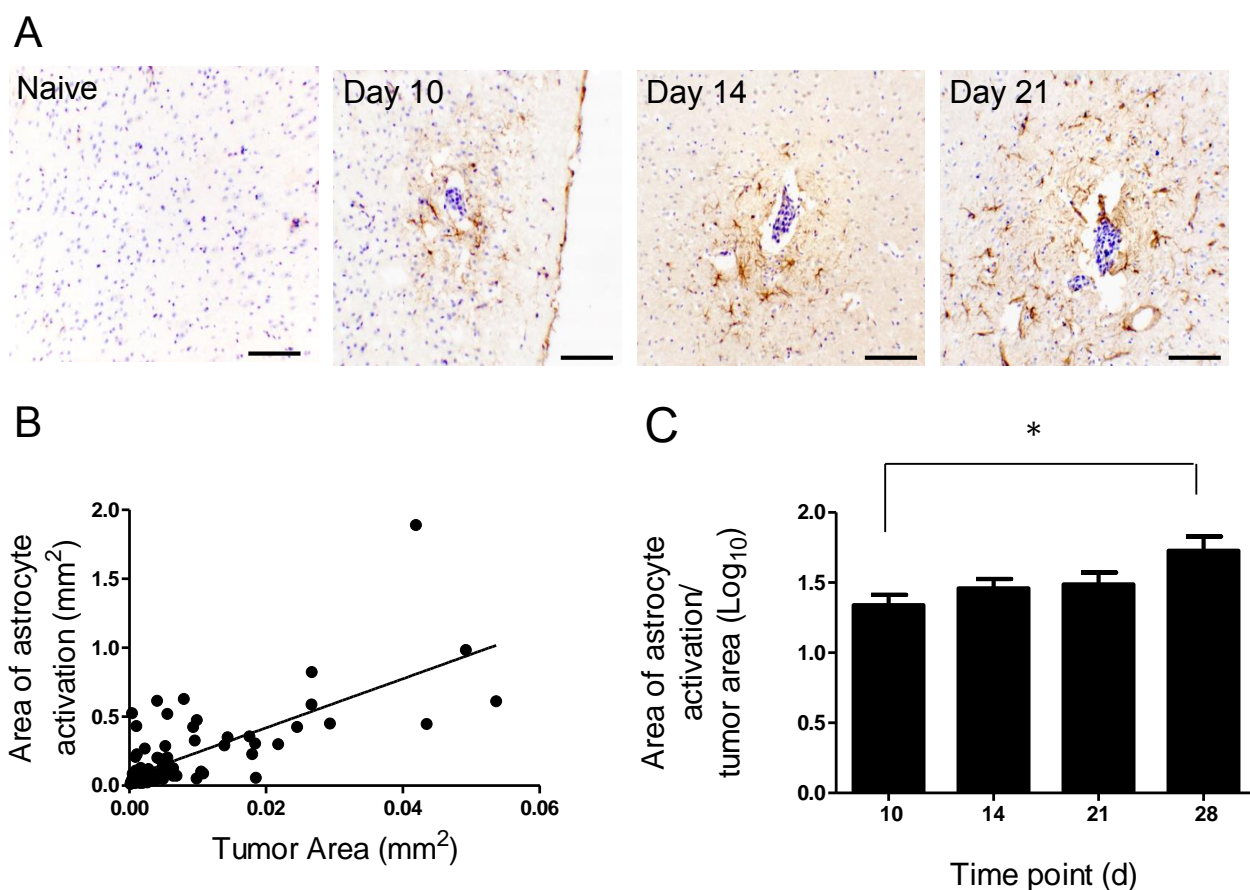 A
Naive
Day 10
Day 14
Day 21
B
Area of astrocyte
activation (mm²)
2.0
1.5
1.0
0.5
0.0
0.00
0.02
0.04
0.06
Tumor Area (mm²)
C
*
Area of astrocyte
activation/
tumor area (Log₁₀)
2.0
1.5
1.0
0.5
0.0
10
14
21
28
Time point (d)